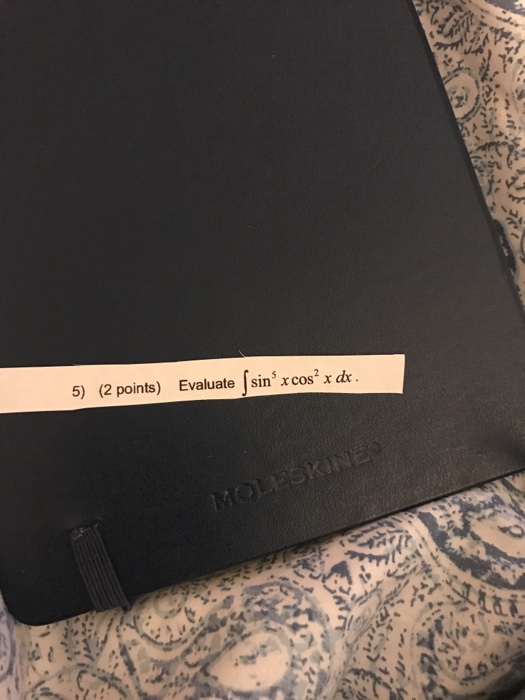 5) (2 points) Evaluate ∫sin⁵ x cos² x dx .
MOLESKINE®